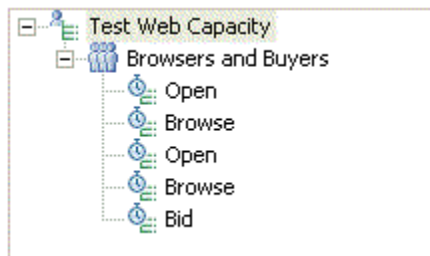 Test Web Capacity
Browsers and Buyers
Open
Browse
Open
Browse
Bid